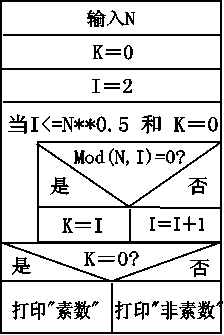 输入N
K=0
I=2
当I<=N**0.5 和 K=0
Mod(N,I)=0?
是 否
K=I I=I+1
K=0?
是 否
打印"素数" 打印"非素数"